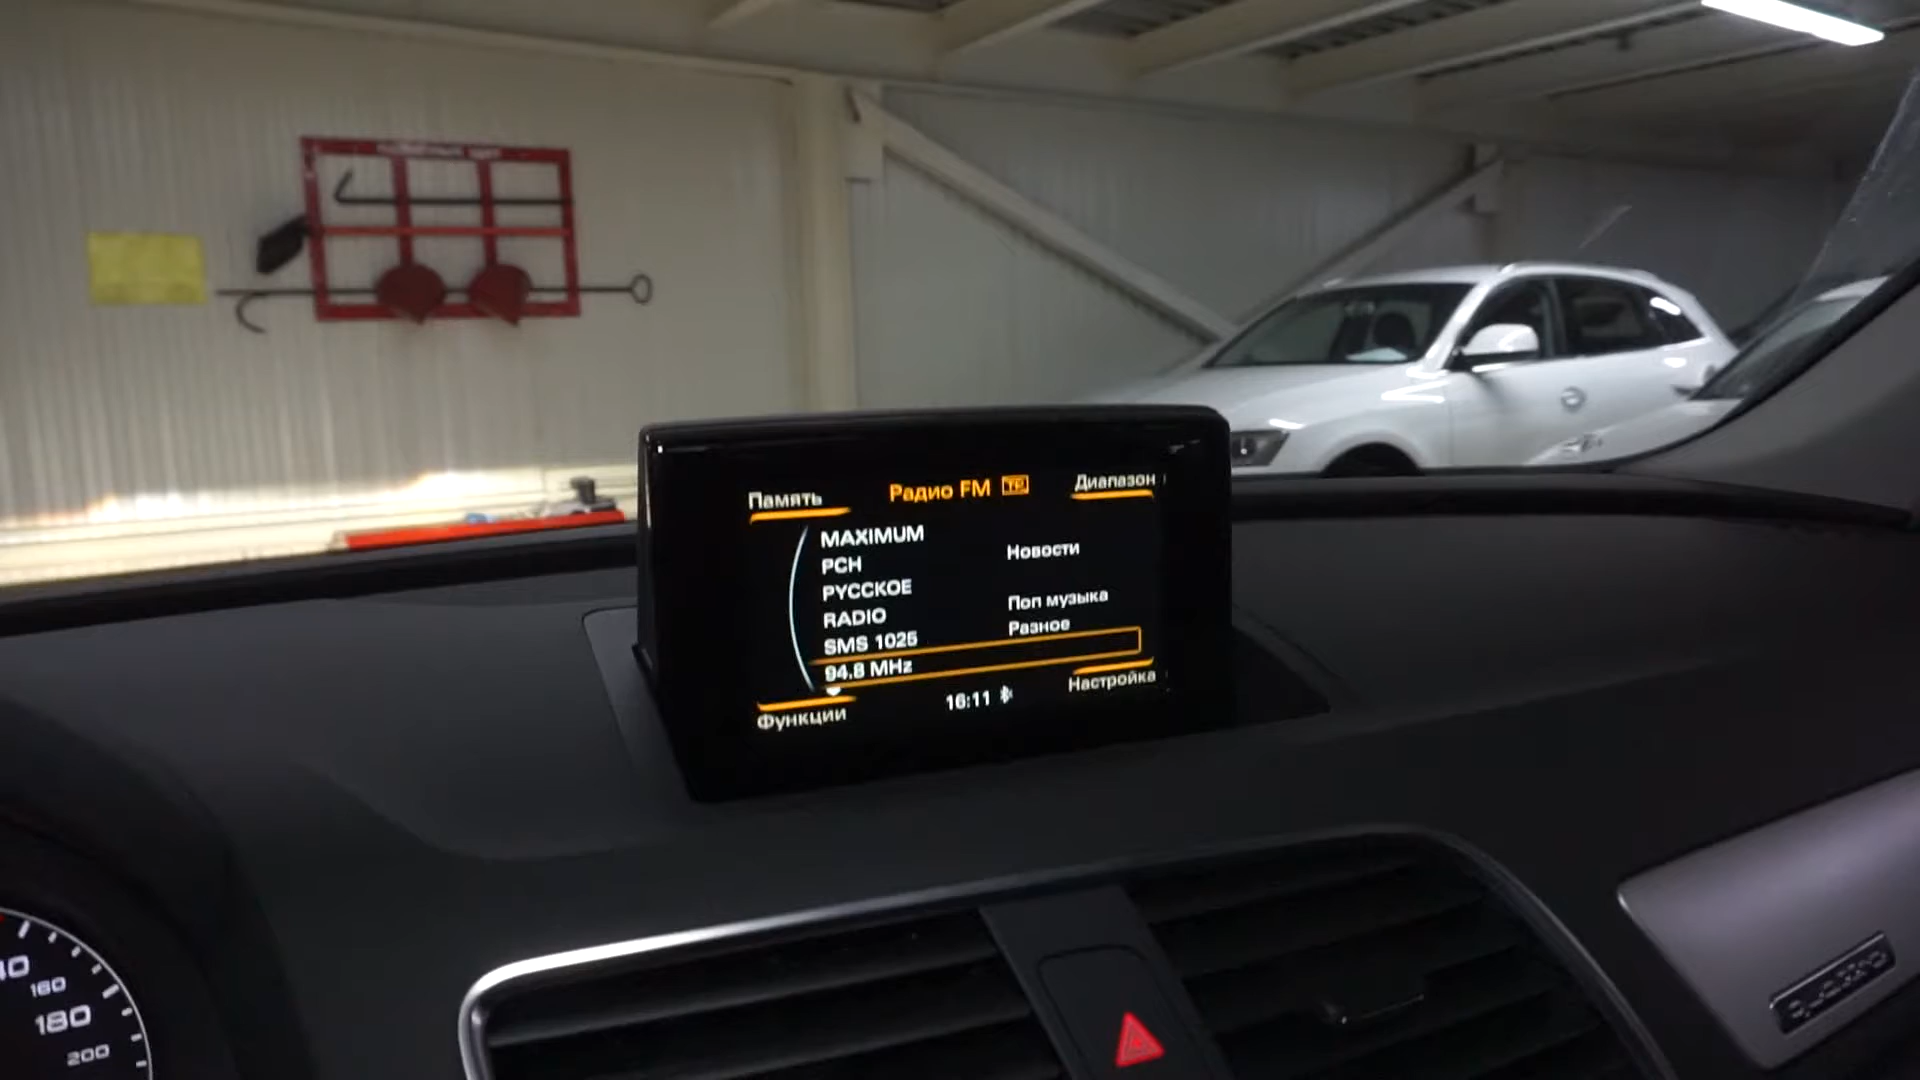 Память
Радио FM TP
Диапазон
MAXIMUM
РСН Новости
РУССКОЕ
RADIO Поп музыка
SMS 1025 Разное
94.8 MHz
Функции
16:11
Настройка
160
180
200
quattro